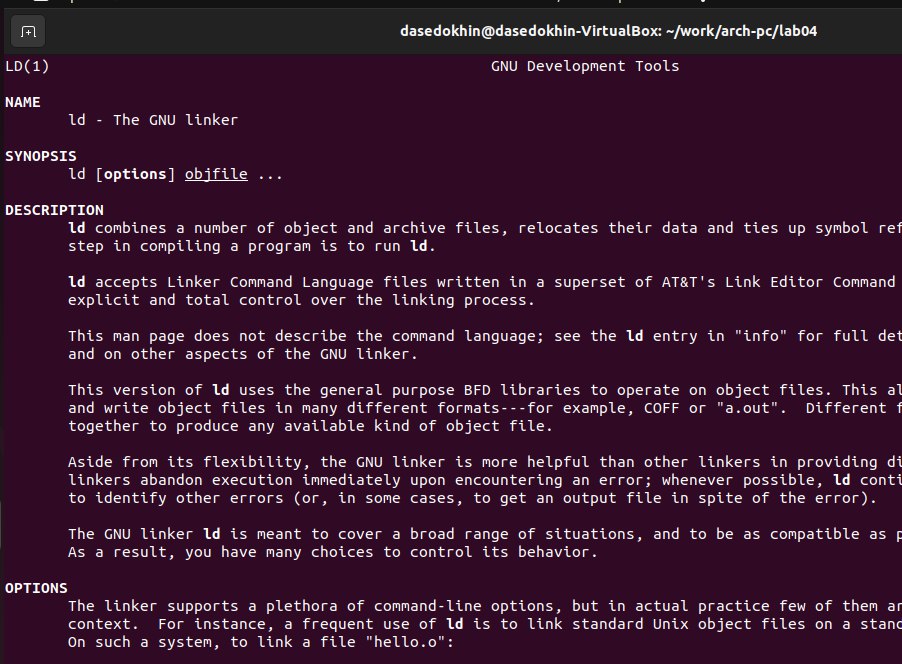 dasedokhin@dasedokhin-VirtualBox: ~/work/arch-pc/lab04
LD(1) GNU Development Tools
NAME
ld - The GNU linker
SYNOPSIS
ld [options] objfile ...
DESCRIPTION
ld combines a number of object and archive files, relocates their data and ties up symbol ref
step in compiling a program is to run ld.
ld accepts Linker Command Language files written in a superset of AT&T's Link Editor Command
explicit and total control over the linking process.
This man page does not describe the command language; see the ld entry in "info" for full det
and on other aspects of the GNU linker.
This version of ld uses the general purpose BFD libraries to operate on object files. This al
and write object files in many different formats---for example, COFF or "a.out".  Different f
together to produce any available kind of object file.
Aside from its flexibility, the GNU linker is more helpful than other linkers in providing di
linkers abandon execution immediately upon encountering an error; whenever possible, ld conti
to identify other errors (or, in some cases, to get an output file in spite of the error).
The GNU linker ld is meant to cover a broad range of situations, and to be as compatible as p
As a result, you have many choices to control its behavior.
OPTIONS
The linker supports a plethora of command-line options, but in actual practice few of them ar
context.  For instance, a frequent use of ld is to link standard Unix object files on a stand
On such a system, to link a file "hello.o":